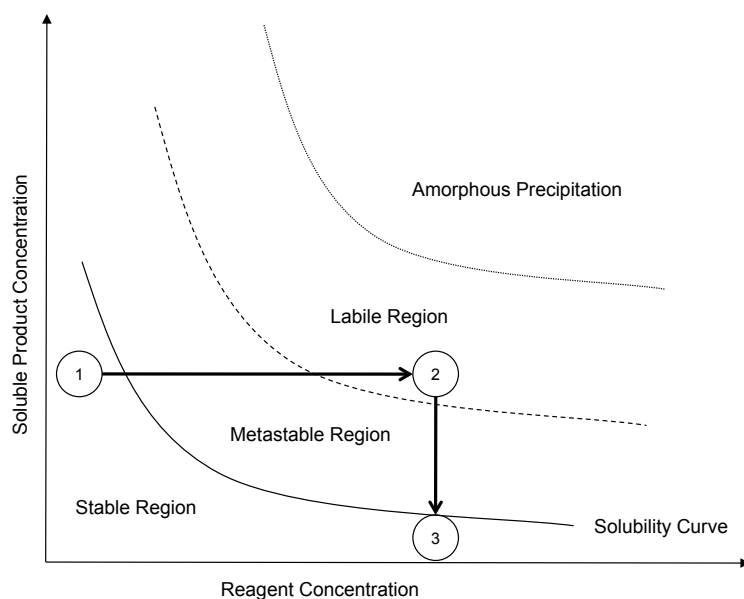 Amorphous Precipitation
Soluble Product Concentration
Labile Region
1
2
Metastable Region
Stable Region
3
Solubility Curve
Reagent Concentration